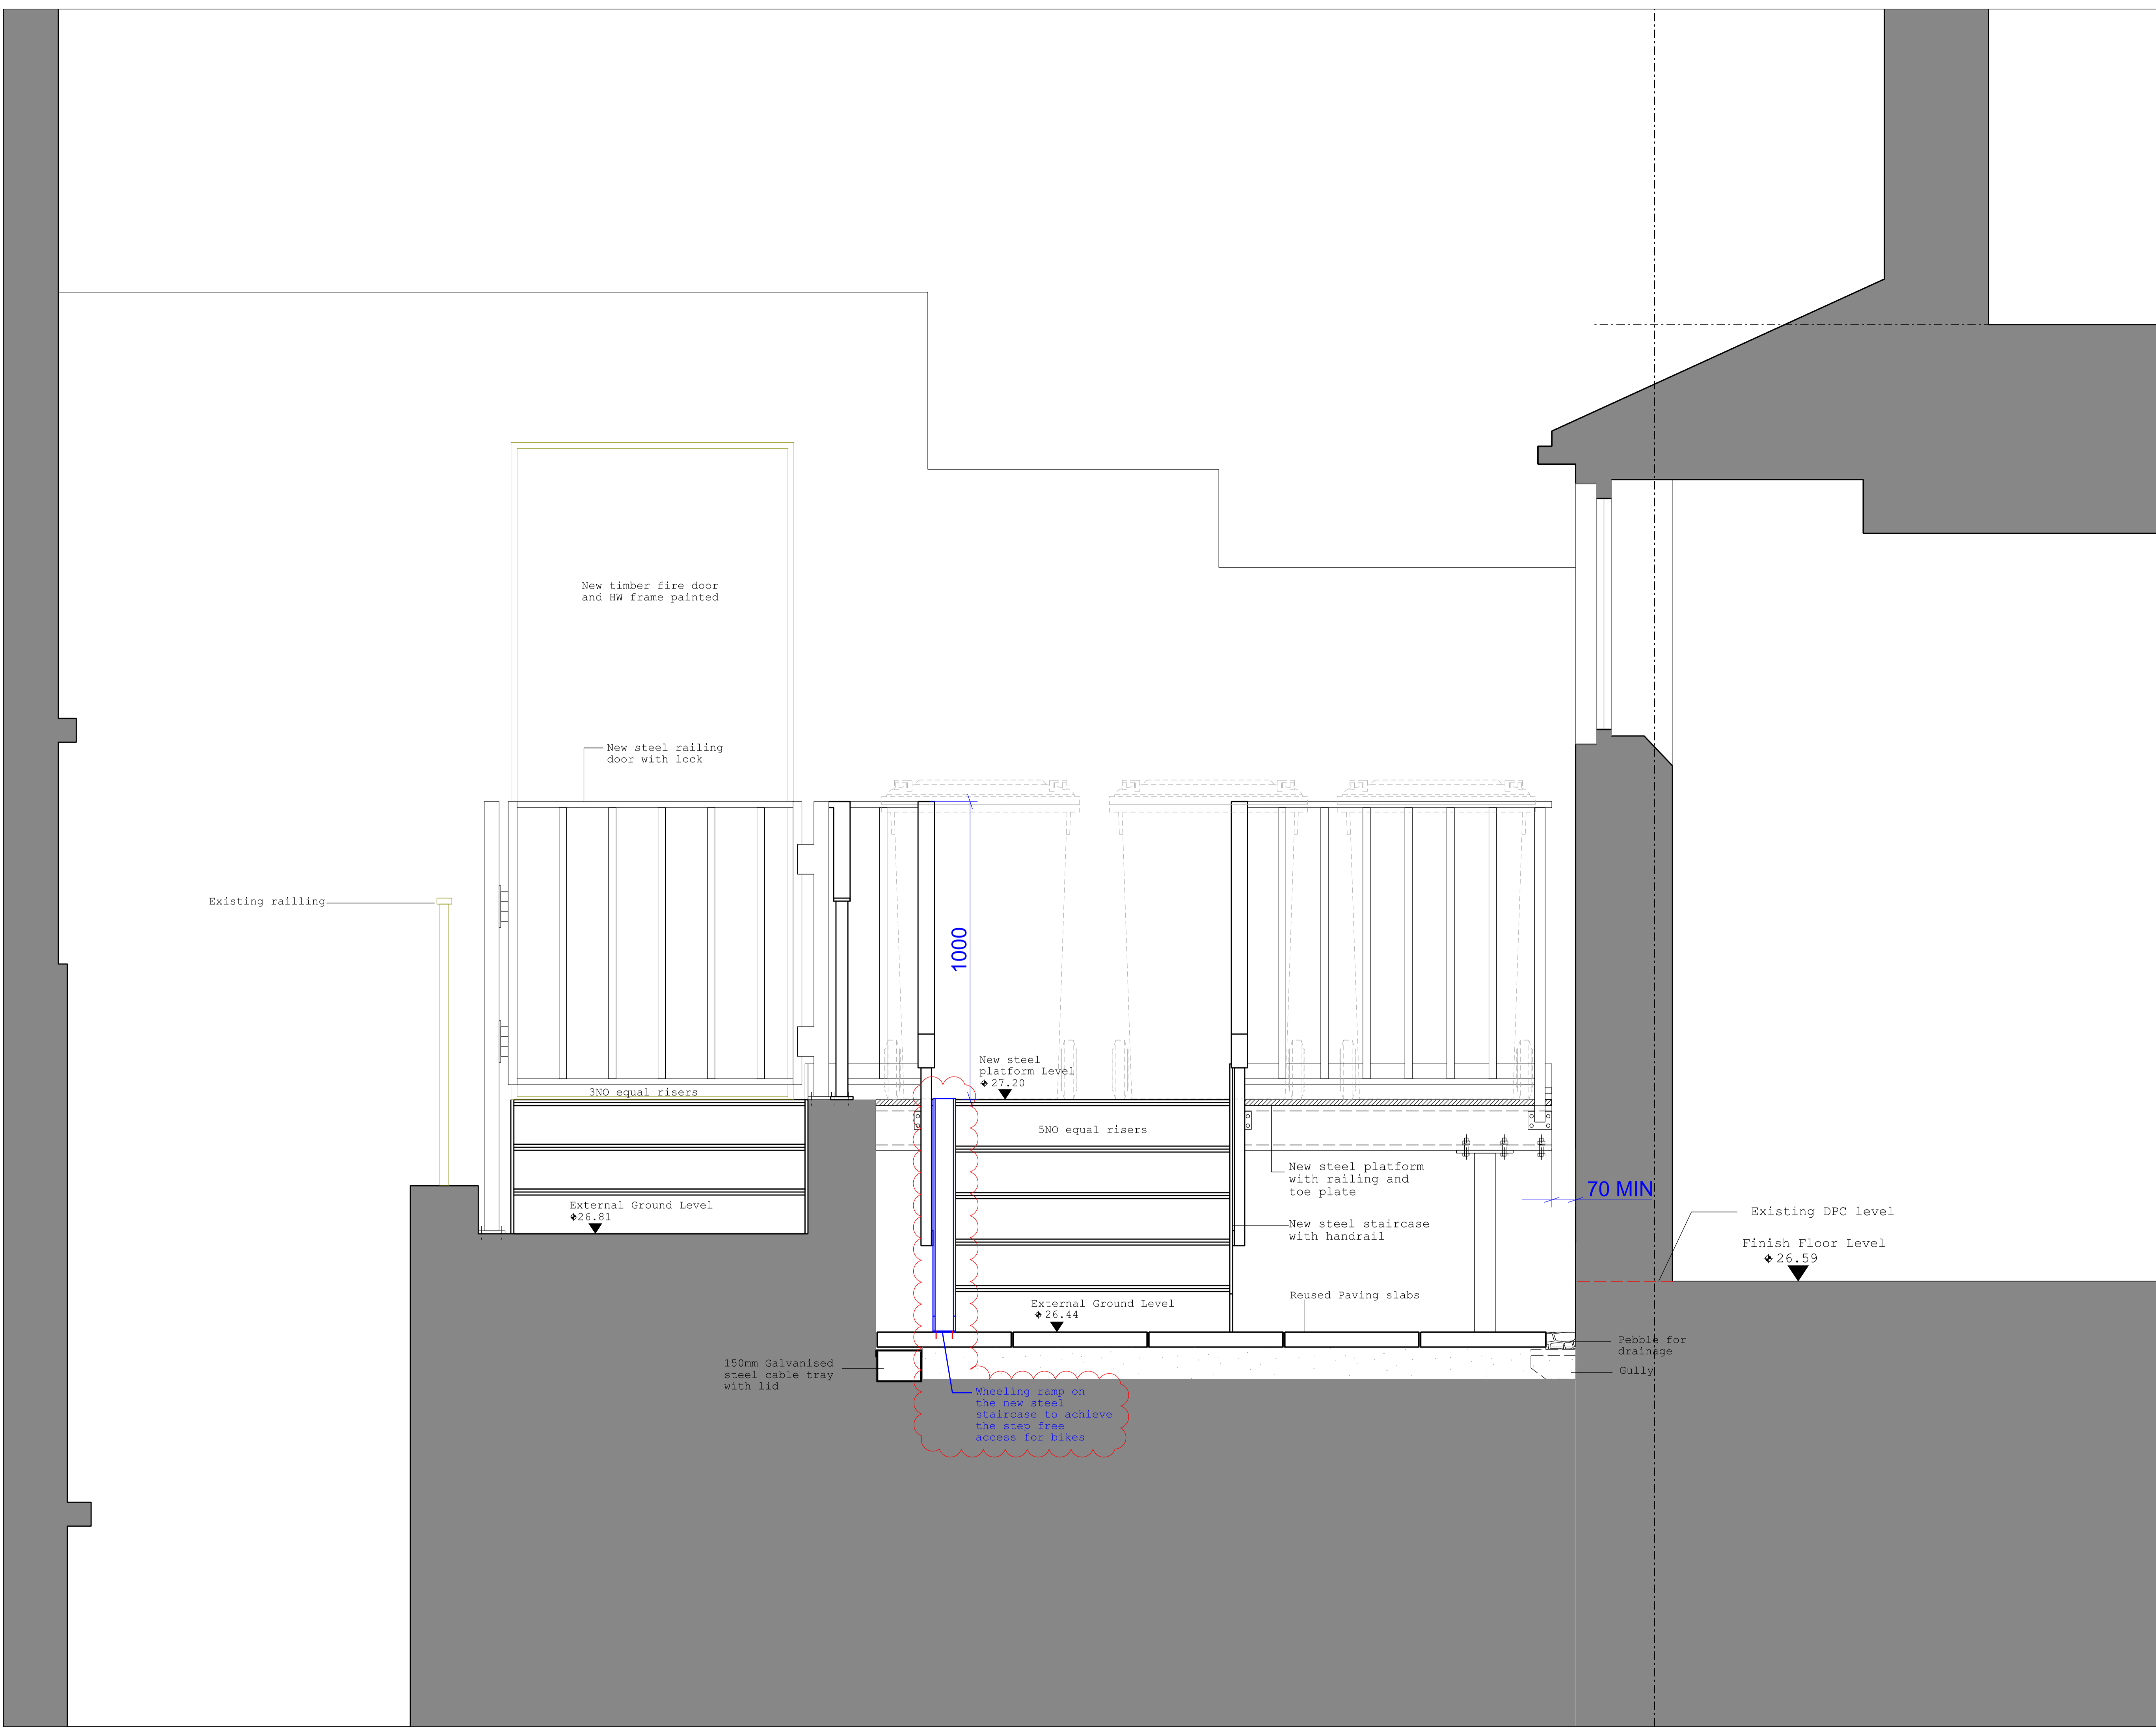 New timber fire door
and HW frame painted
New steel railing
door with lock
Existing railling
1000
New steel
platform Level
27.20
3NO equal risers
5NO equal risers
New steel platform
with railing and
toe plate
70 MIN
External Ground Level
26.81
New steel staircase
with handrail
Existing DPC level
Finish Floor Level
26.59
Reused Paving slabs
External Ground Level
26.44
Pebble for
drainage
Gully
150mm Galvanised
steel cable tray
with lid
Wheeling ramp on
the new steel
staircase to achieve
the step free
access for bikes